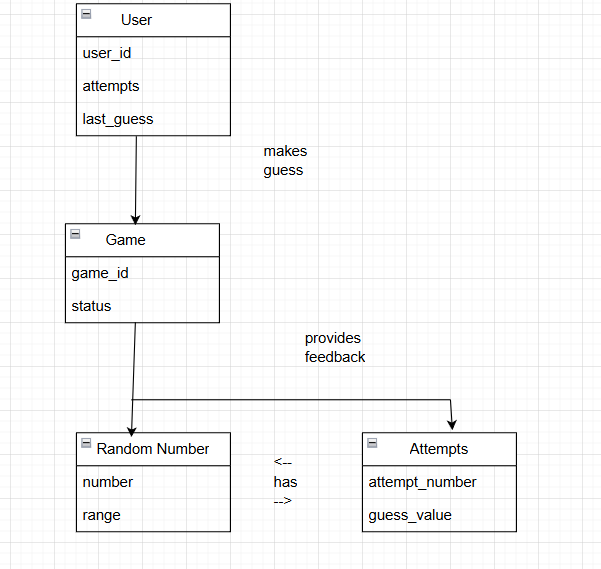 User
user_id
attempts
last_guess
makes
guess
Game
game_id
status
provides
feedback
Random Number
number
range
<--
has
-->
Attempts
attempt_number
guess_value